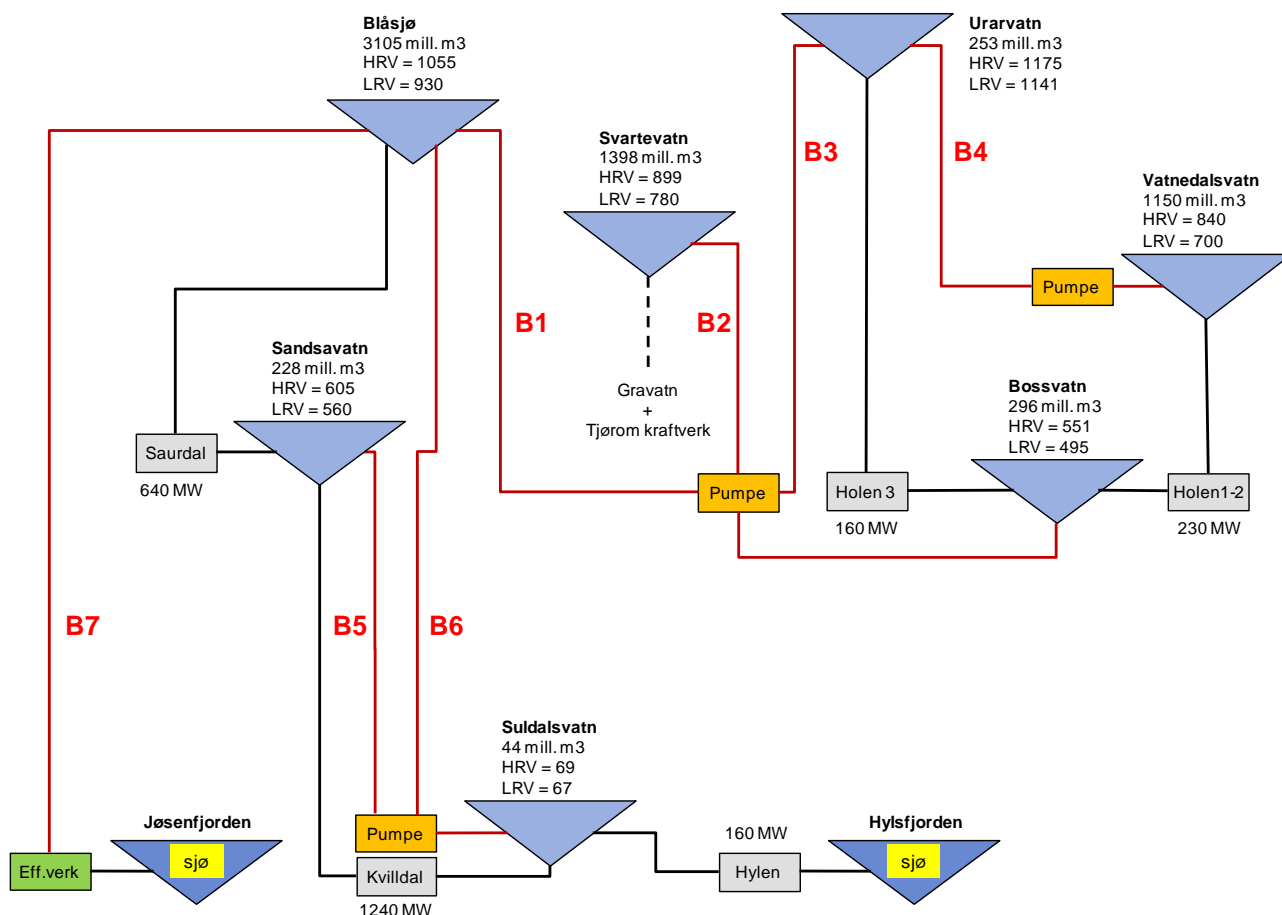 Blåsjø
3105 mill. m3
HRV = 1055
LRV = 930
Urarvatn
253 mill. m3
HRV = 1175
LRV = 1141
Svartevatn
1398 mill. m3
HRV = 899
LRV = 780
B3
B4
Vatnedalsvatn
1150 mill. m3
HRV = 840
LRV = 700
Pumpe
B1
B2
Sandsavatn
228 mill. m3
HRV = 605
LRV = 560
Gravatn
+
Tjørom kraftverk
Bossvatn
296 mill. m3
HRV = 551
LRV = 495
Saurdal
640 MW
Pumpe
Holen 3
160 MW
Holen1-2
230 MW
B7
B5
B6
Suldalsvatn
44 mill. m3
HRV = 69
LRV = 67
Jøsenfjorden
sjø
Eff.verk
Pumpe
Kvilldal
1240 MW
160 MW
Hylen
Hylsfjorden
sjø